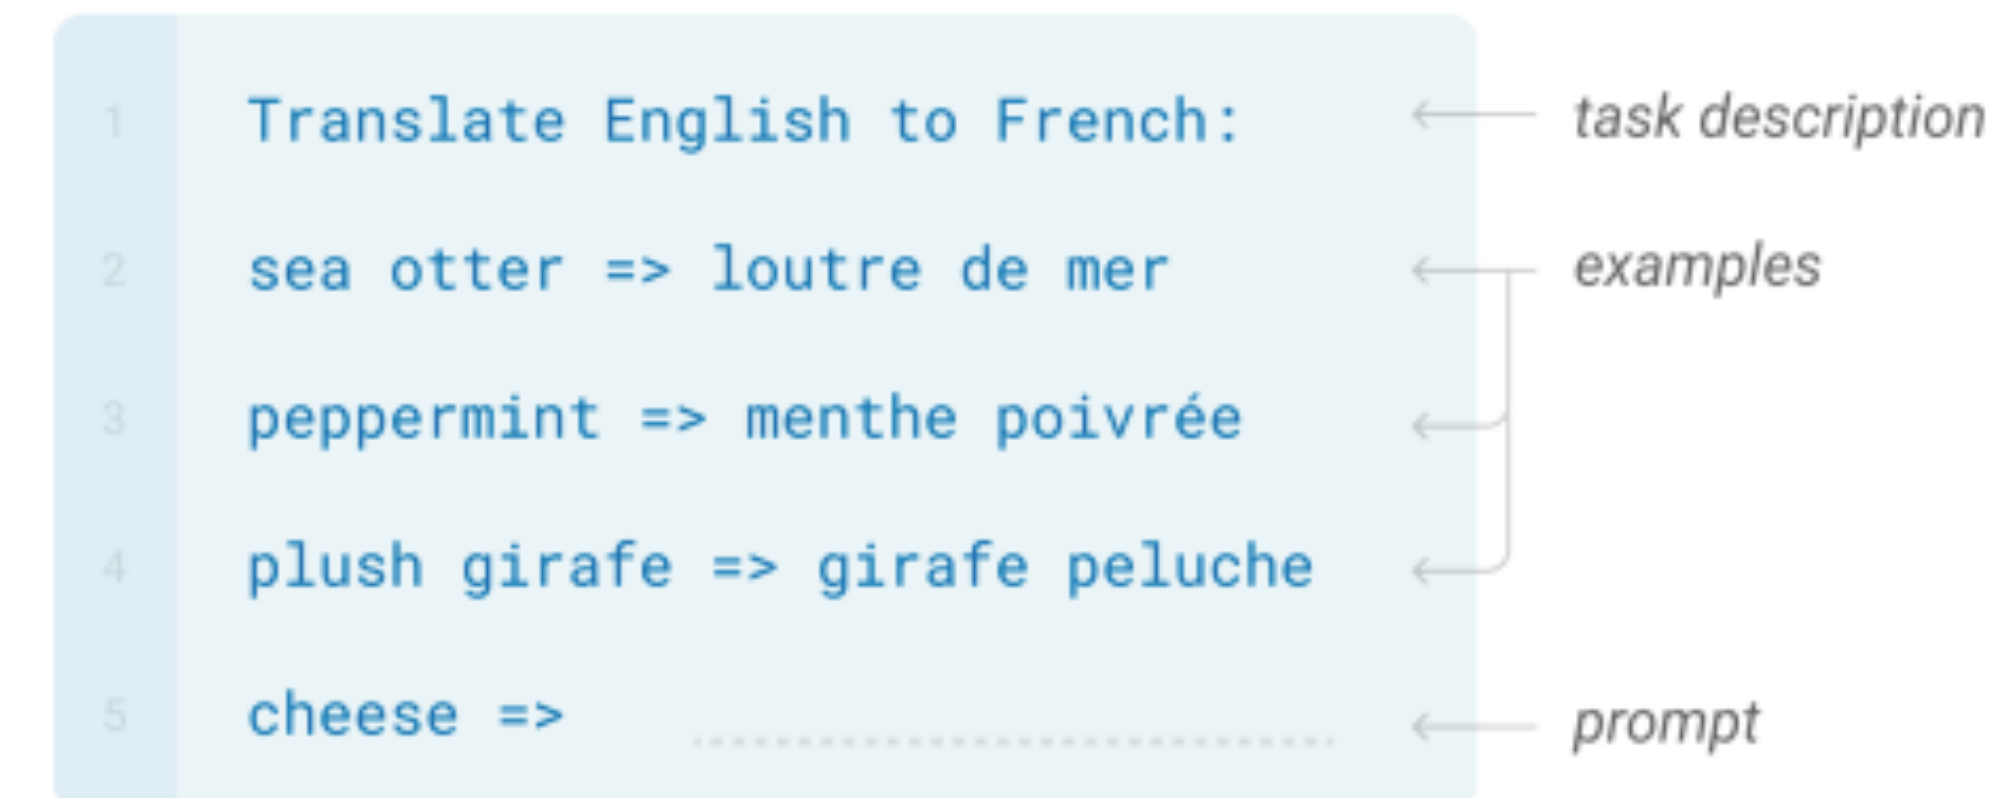 1 Translate English to French: task description
2 sea otter => loutre de mer examples
3 peppermint => menthe poivrée
4 plush girafe => girafe peluche
5 cheese => prompt